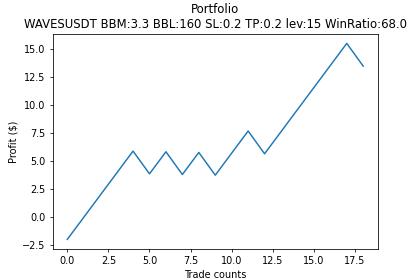 Portfolio
WAVESUSDT BBM:3.3 BBL:160 SL:0.2 TP:0.2 lev:15 WinRatio:68.0
15.0
12.5
10.0
7.5
5.0
2.5
0.0
−2.5
Profit ($)
0.0 2.5 5.0 7.5 10.0 12.5 15.0 17.5
Trade counts